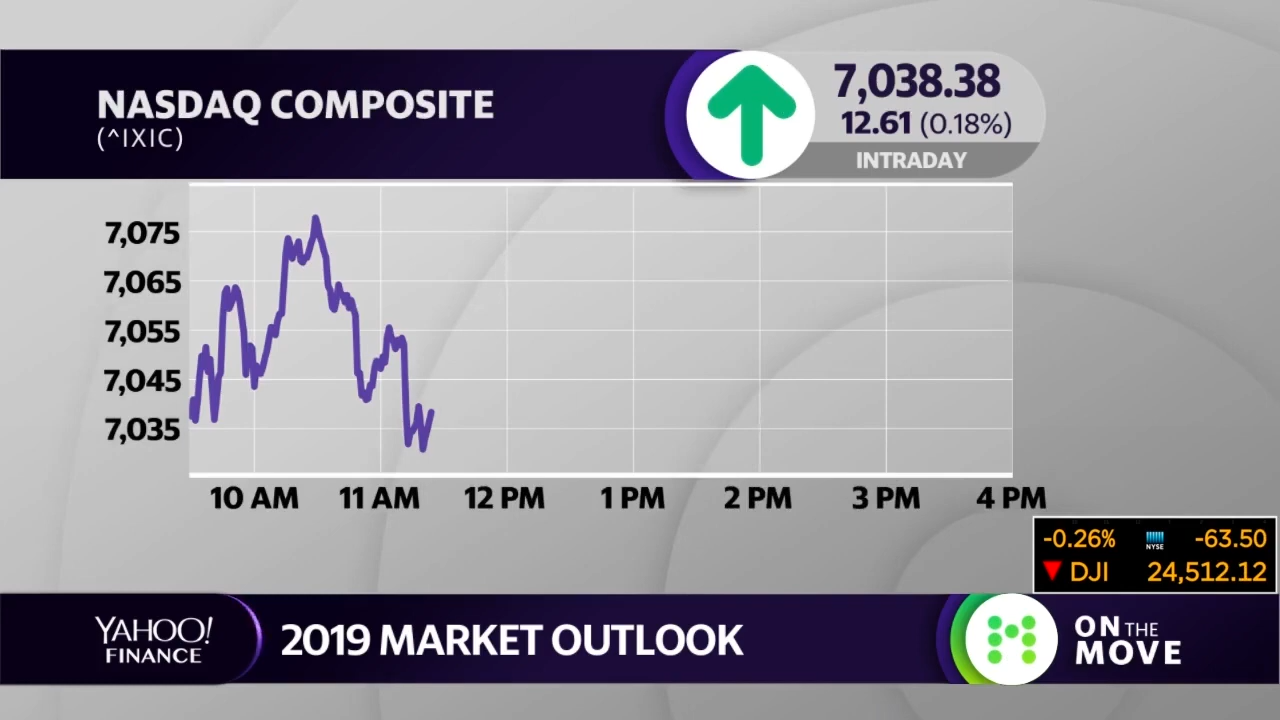 NASDAQ COMPOSITE
(^IXIC)
7,038.38
12.61 (0.18%)
INTRADAY
7,075
7,065
7,055
7,045
7,035
10 AM 11 AM 12 PM 1 PM 2 PM 3 PM 4 PM
-0.26% NYSE -63.50
DJI 24,512.12
YAHOO!
FINANCE
2019 MARKET OUTLOOK
ON THE
MOVE